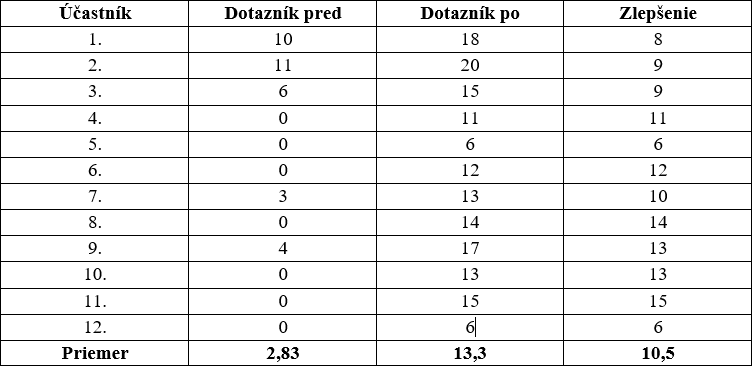 Účastník Dotazník pred Dotazník po Zlepšenie
1. 10 18 8
2. 11 20 9
3. 6 15 9
4. 0 11 11
5. 0 6 6
6. 0 12 12
7. 3 13 10
8. 0 14 14
9. 4 17 13
10. 0 13 13
11. 0 15 15
12. 0 6 6
Priemer 2,83 13,3 10,5